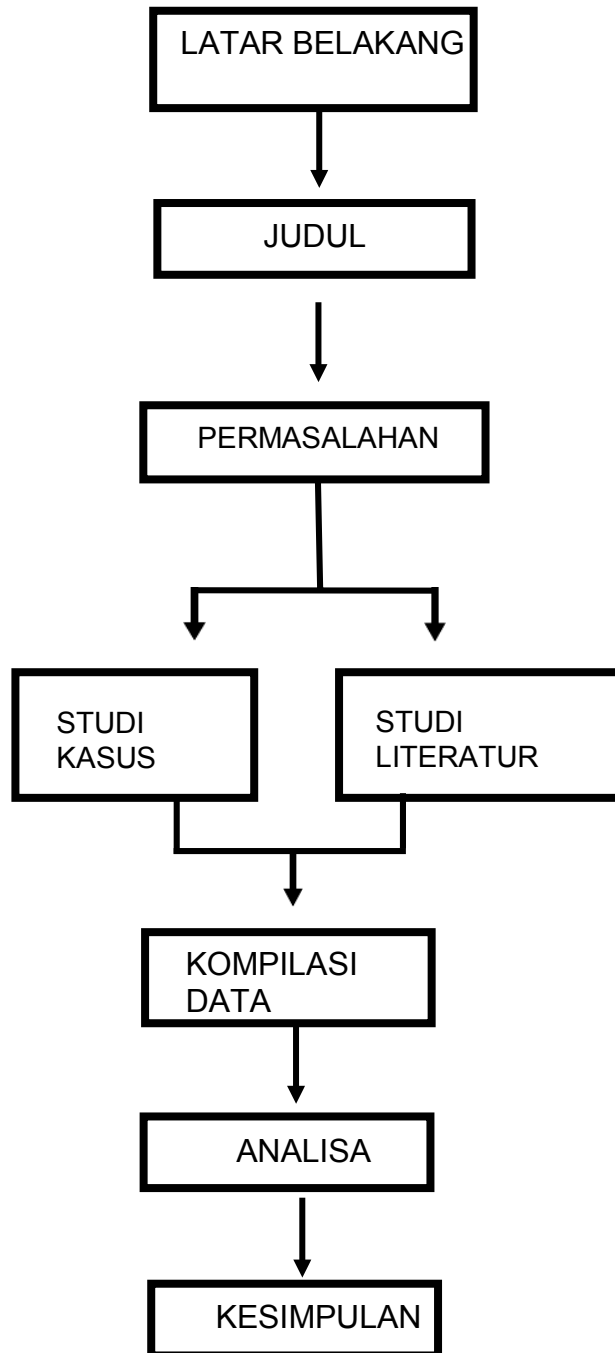 LATAR BELAKANG
JUDUL
PERMASALAHAN
STUDI
KASUS
STUDI
LITERATUR
KOMPILASI
DATA
ANALISA
KESIMPULAN